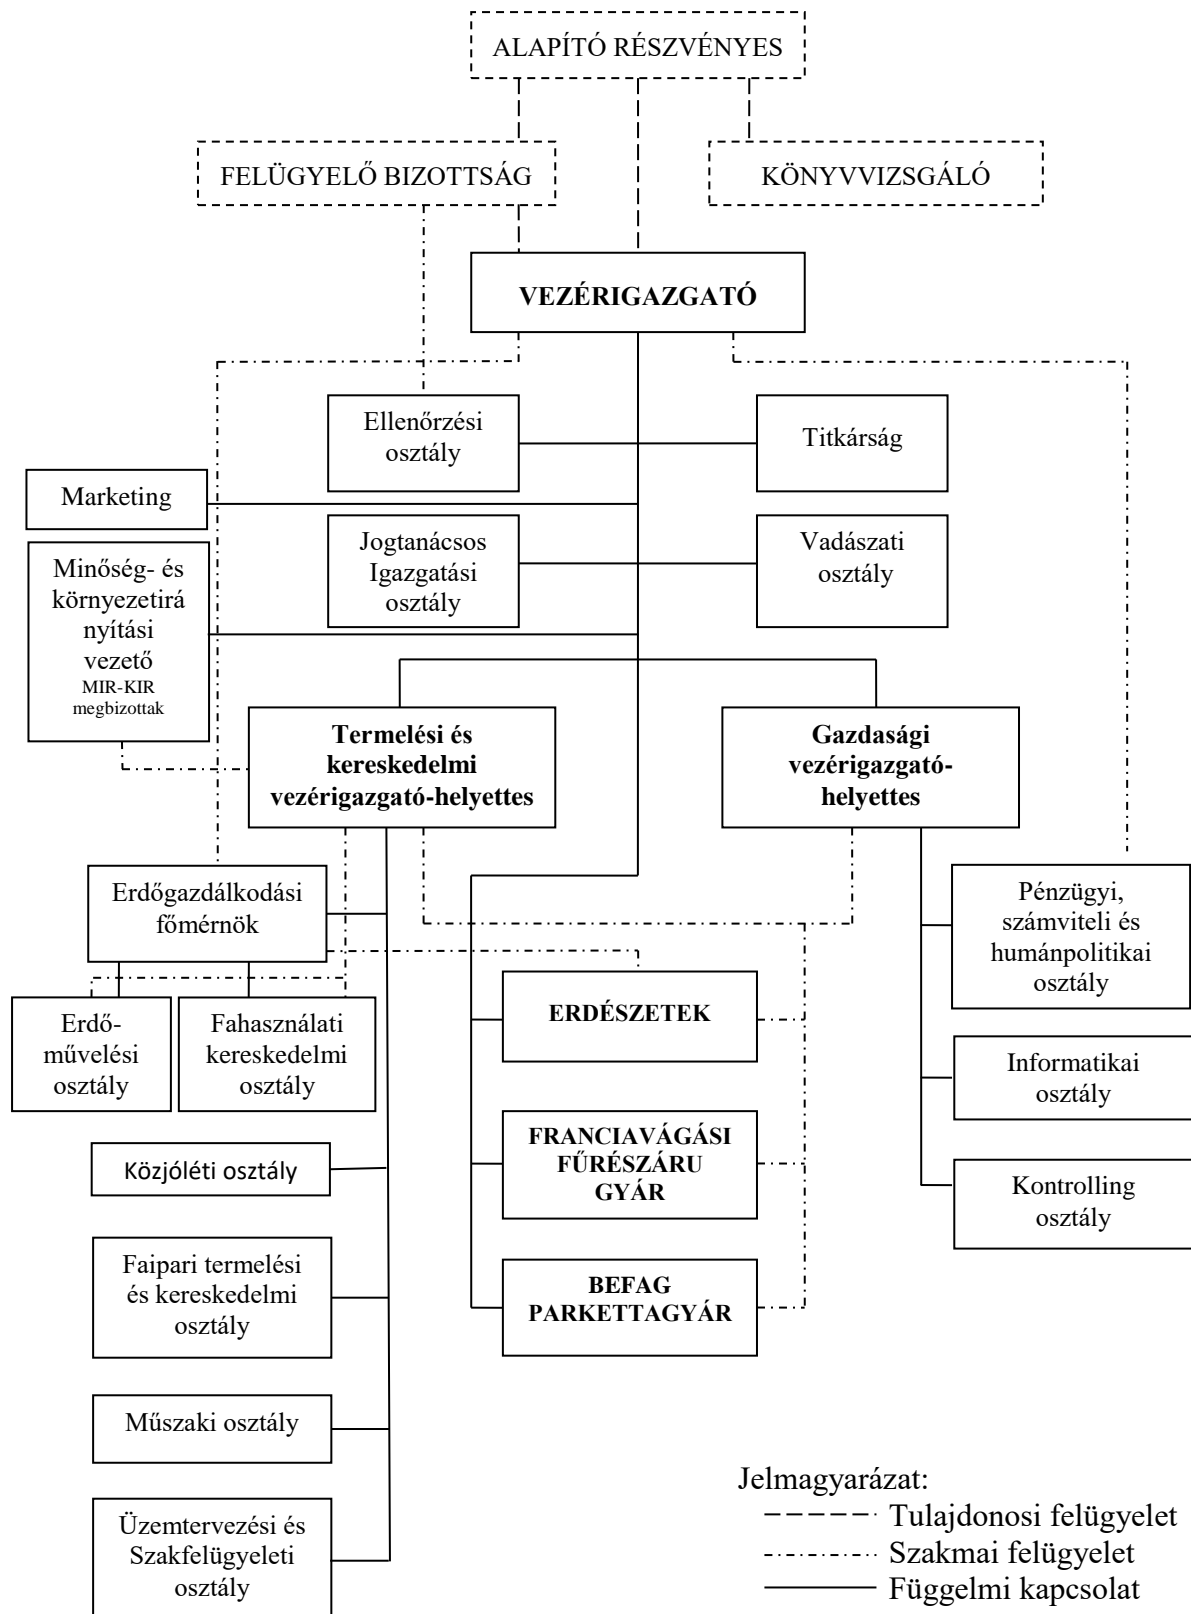 ALAPÍTÓ RÉSZVÉNYES
FELÜGYELŐ BIZOTTSÁG
KÖNYVVIZSGÁLÓ
VEZÉRIGAZGATÓ
Ellenőrzési
osztály
Titkárság
Marketing
Jogtanácsos
Igazgatási
osztály
Vadászati
osztály
Minőség- és
környezetirá
nyítási
vezető
MIR-KIR
megbizottak
Termelési és
kereskedelmi
vezérigazgató-helyettes
Gazdasági
vezérigazgató-
helyettes
Erdőgazdálkodási
főmérnök
Pénzügyi,
számviteli és
humánpolitikai
osztály
Erdő-
művelési
osztály
Fahasználati
kereskedelmi
osztály
ERDÉSZETEK
Informatikai
osztály
FRANCIAVÁGÁSI
FŰRÉSZÁRU
GYÁR
Közjóléti osztály
Kontrolling
osztály
Faipari termelési
és kereskedelmi
osztály
BEFAG
PARKETTAGYÁR
Műszaki osztály
Üzemtervezési és
Szakfelügyeleti
osztály
Jelmagyarázat:
Tulajdonosi felügyelet
Szakmai felügyelet
Függelmi kapcsolat